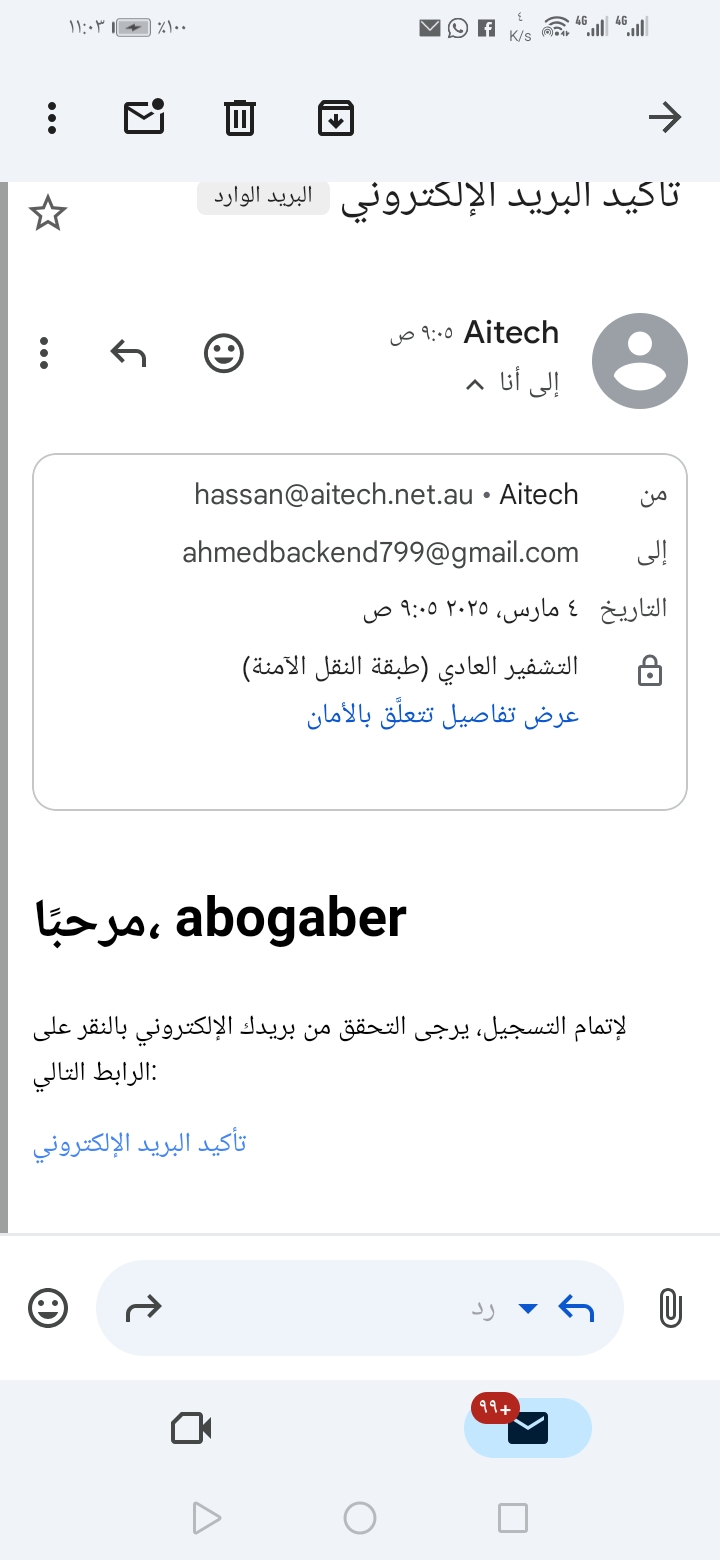 ١١:٠٣ ٪١٠٠ ٤ K/s 4G 4G
تأكيد البريد الإلكتروني البريد الوارد
Aitech ٩:٠٥ ص
إلى أنا
من Aitech • hassan@aitech.net.au
إلى ahmedbackend799@gmail.com
التاريخ ٤ مارس، ٢٠٢٥ ٩:٠٥ ص
التشفير العادي (طبقة النقل الآمنة)
عرض تفاصيل تتعلَّق بالأمان
مرحبًا، abogaber
لإتمام التسجيل، يرجى التحقق من بريدك الإلكتروني بالنقر على
الرابط التالي:
تأكيد البريد الإلكتروني
رد
+٩٩